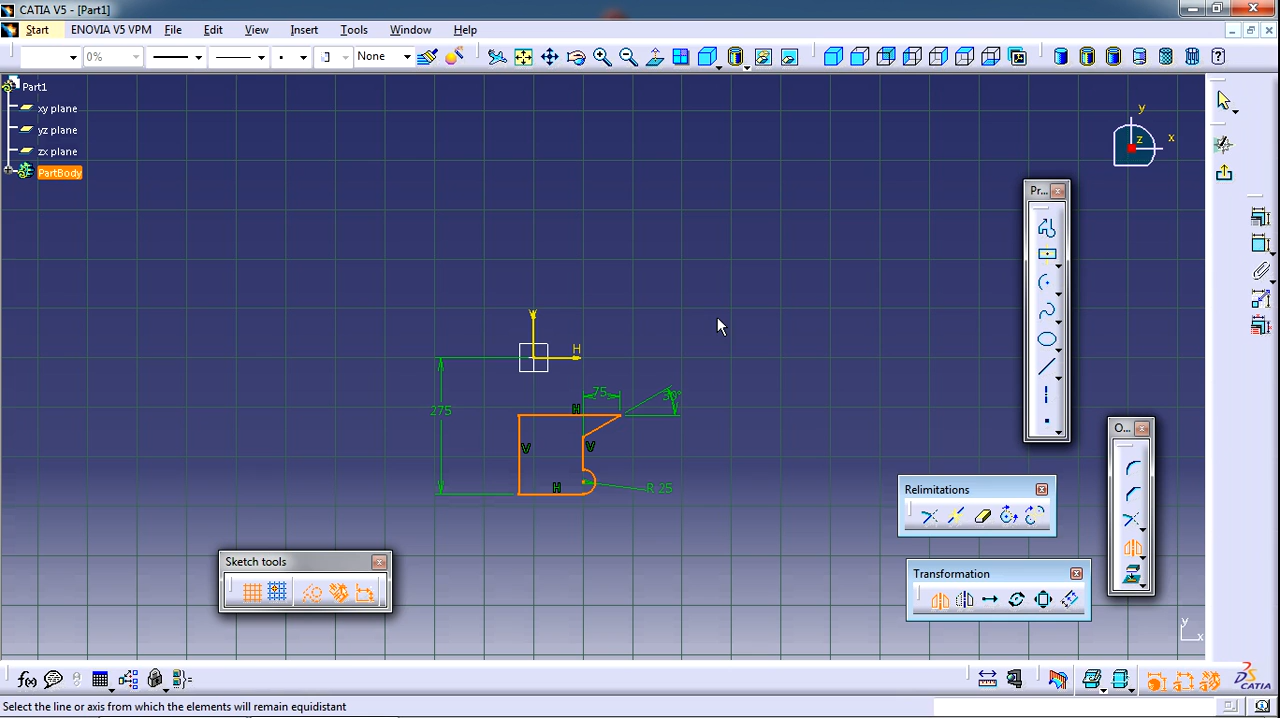 CATIA V5 - [Part1]
Start ENOVIA V5 VPM File Edit View Insert Tools Window Help
0% None
Part1
xy plane
yz plane
zx plane
PartBody
y
x
z
Pr...
V
H
75
30°
H
275
V
V
H
R 25
O...
Relimitations
Sketch tools
Transformation
y
x
f(x)
CATIA
Select the line or axis from which the elements will remain equidistant